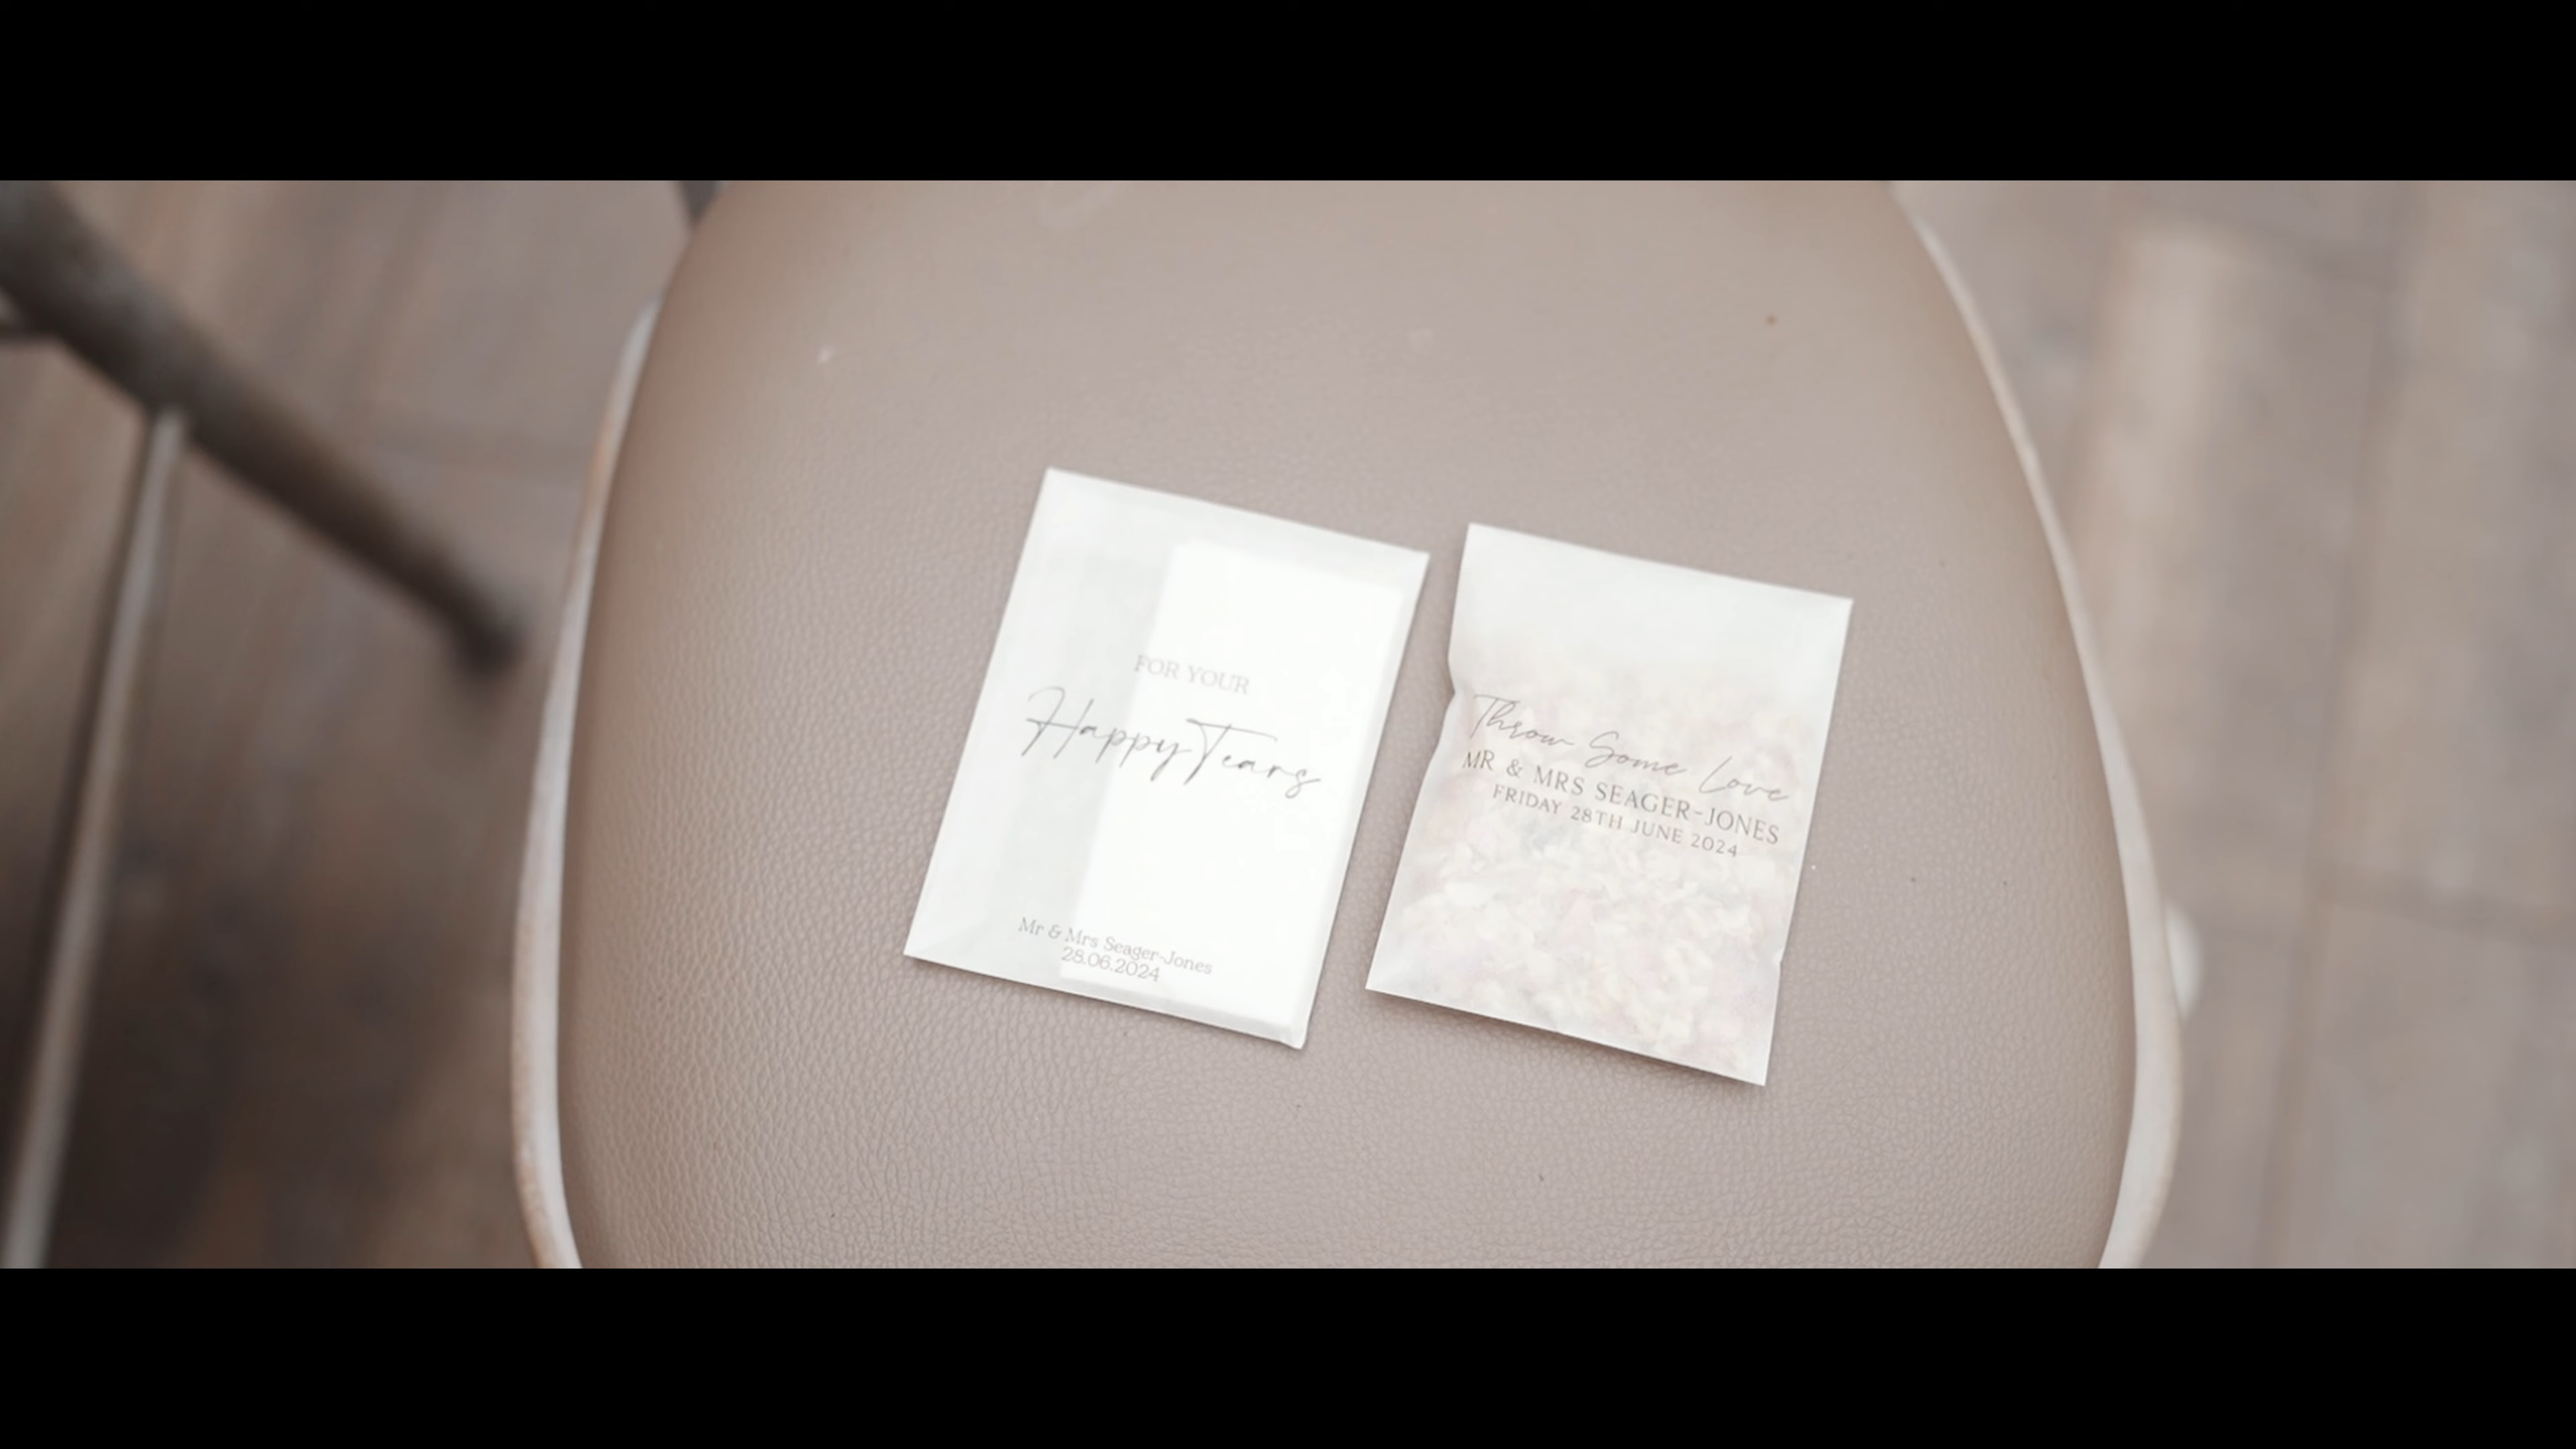 FOR YOUR
Happy Tears
Mr & Mrs Seager-Jones
28.06.2024
Throw Some Love
MR & MRS SEAGER-JONES
FRIDAY 28TH JUNE 2024